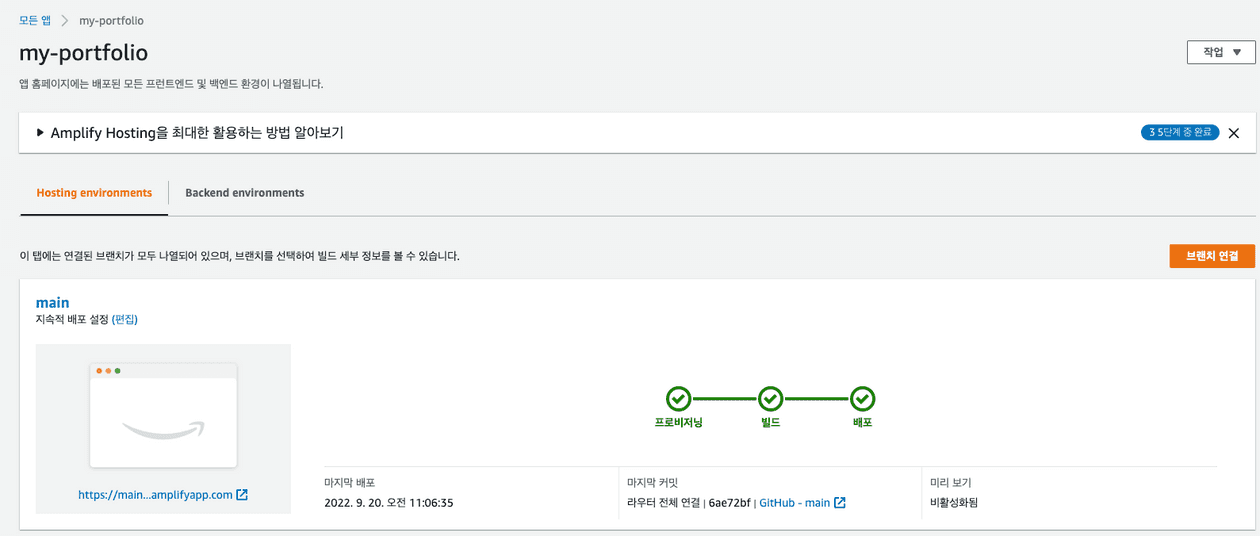 모든 앱 > my-portfolio
my-portfolio
작업
앱 홈페이지에는 배포된 모든 프런트엔드 및 백엔드 환경이 나열됩니다.
Amplify Hosting을 최대한 활용하는 방법 알아보기
3 5단계 중 완료
Hosting environments
Backend environments
이 탭에는 연결된 브랜치가 모두 나열되어 있으며, 브랜치를 선택하여 빌드 세부 정보를 볼 수 있습니다.
브랜치 연결
main
지속적 배포 설정 (편집)
프로비저닝
빌드
배포
https://main...amplifyapp.com
마지막 배포
2022. 9. 20. 오전 11:06:35
마지막 커밋
라우터 전체 연결 | 6ae72bf | GitHub - main
미리 보기
비활성화됨